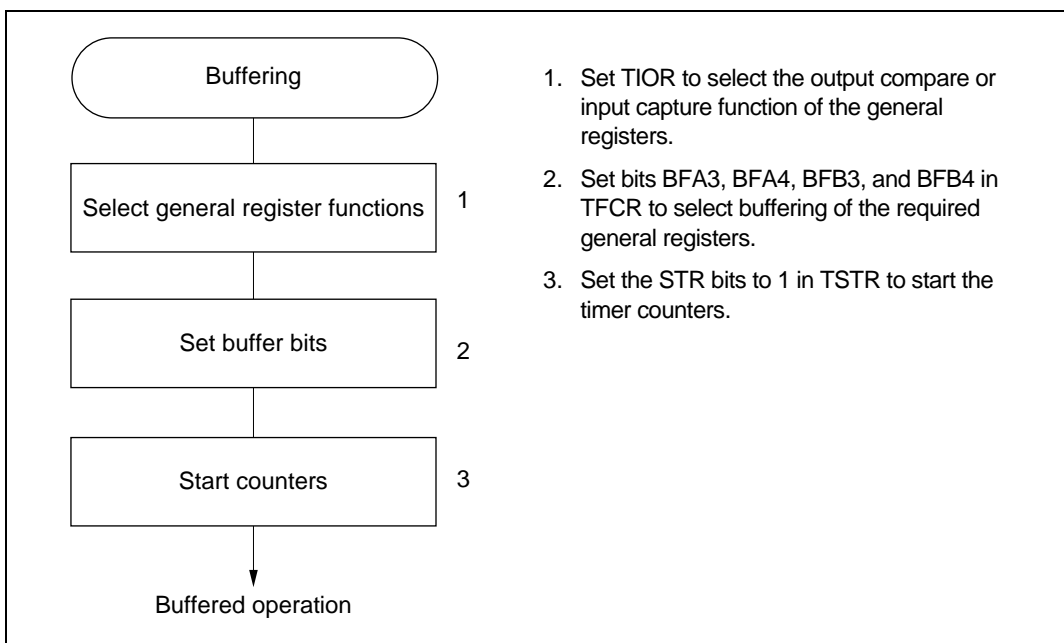 Buffering
Select general register functions
1
Set buffer bits
2
Start counters
3
Buffered operation
1. Set TIOR to select the output compare or
input capture function of the general
registers.
2. Set bits BFA3, BFA4, BFB3, and BFB4 in
TFCR to select buffering of the required
general registers.
3. Set the STR bits to 1 in TSTR to start the
timer counters.